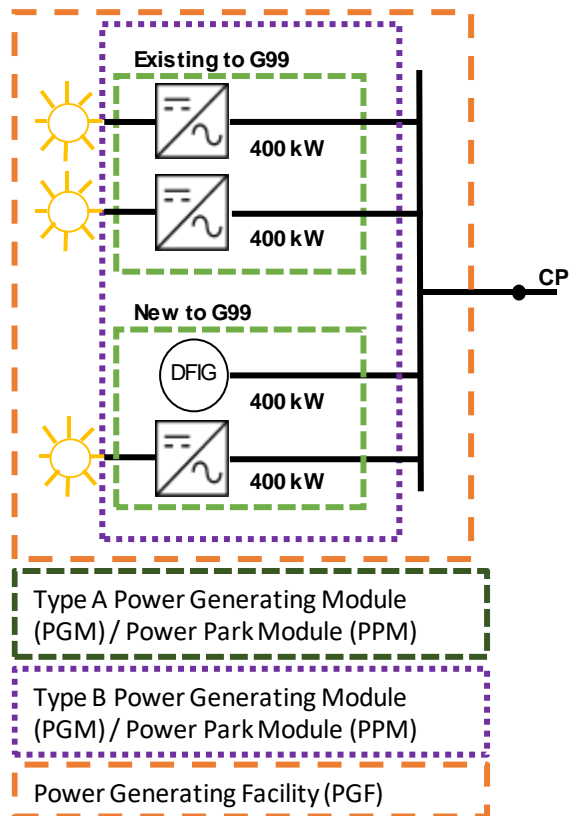 Existing to G99
400 kW
400 kW
CP
New to G99
DFIG
400 kW
400 kW
Type A Power Generating Module
(PGM) / Power Park Module (PPM)
Type B Power Generating Module
(PGM) / Power Park Module (PPM)
Power Generating Facility (PGF)